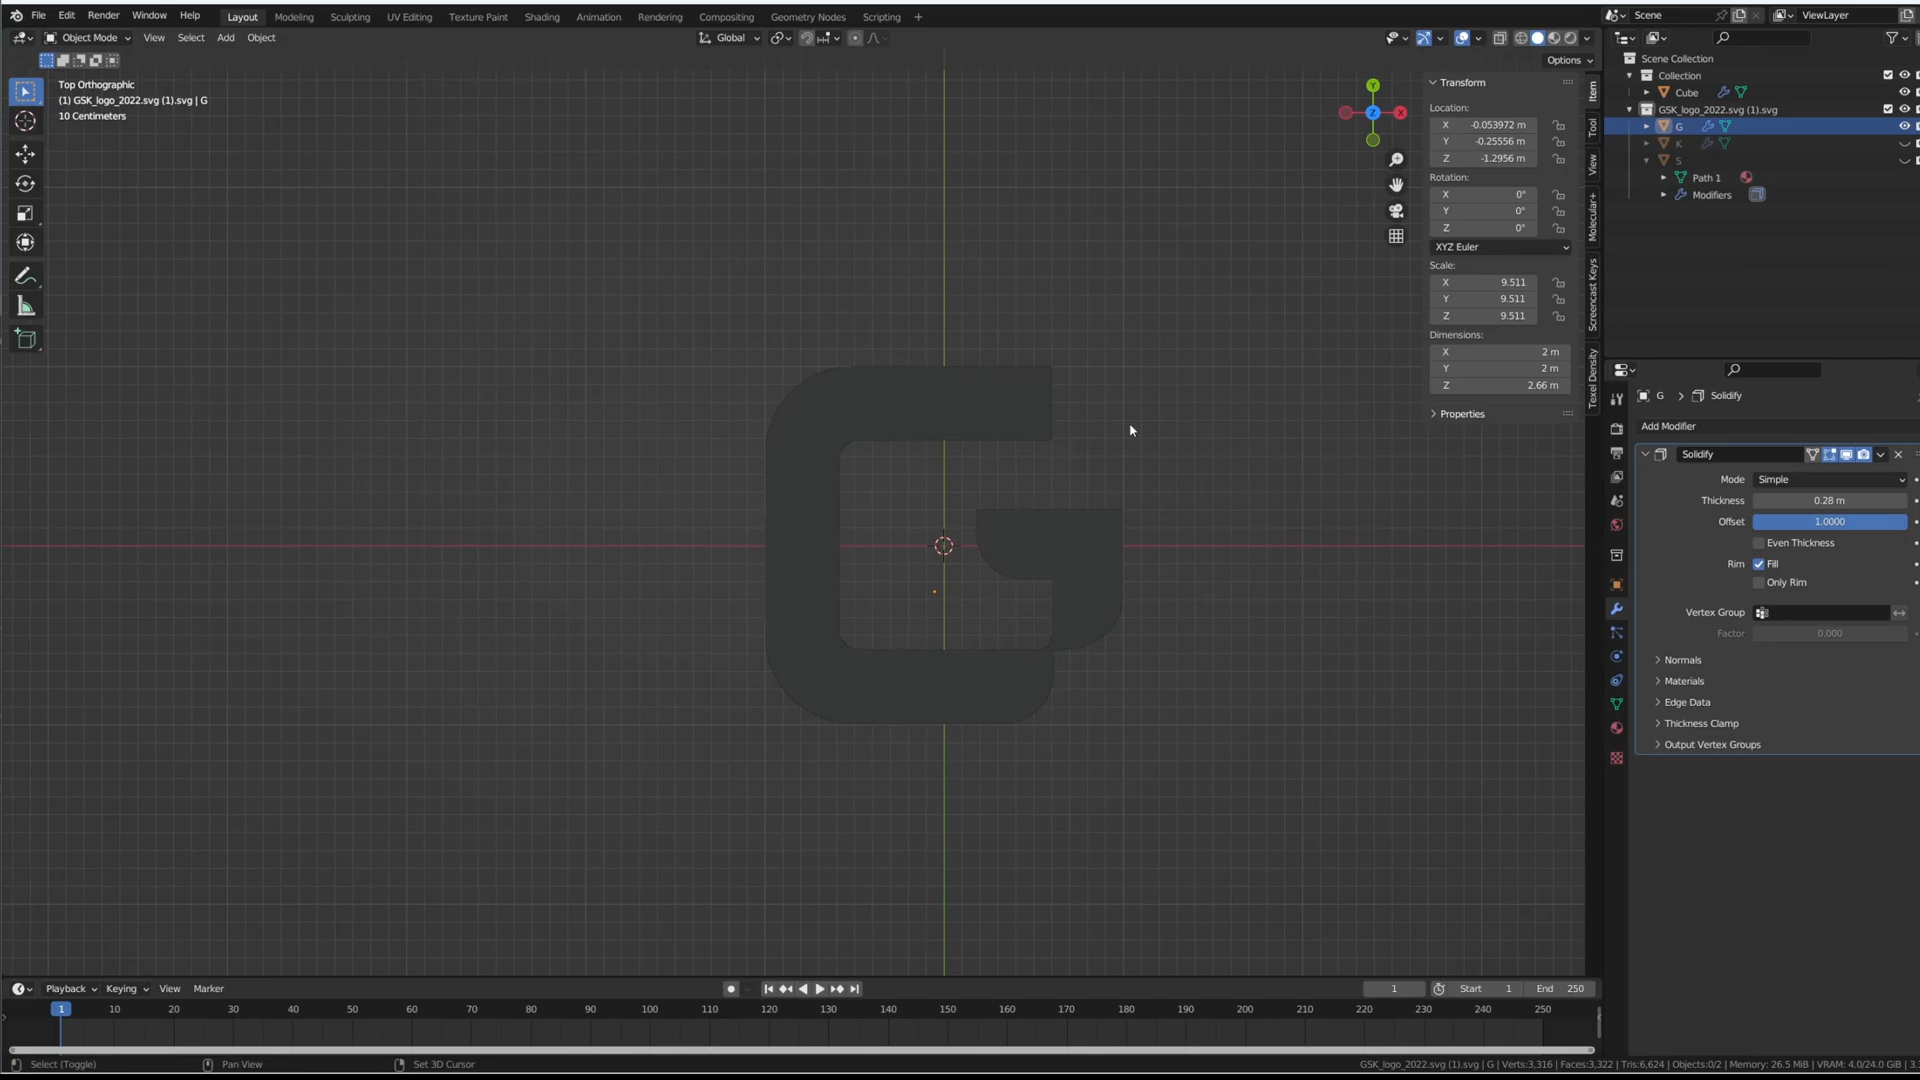 File Edit Render Window Help Layout Modeling Sculpting UV Editing Texture Paint Shading Animation Rendering Compositing Geometry Nodes Scripting + Scene ViewLayer
Object Mode View Select Add Object Global
Options
Top Orthographic
(1) GSK_logo_2022.svg (1).svg | G
10 Centimeters
Y
Z
X
Transform
Location:
X -0.053972 m
Y -0.25556 m
Z -1.2956 m
Rotation:
X 0°
Y 0°
Z 0°
XYZ Euler
Scale:
X 9.511
Y 9.511
Z 9.511
Dimensions:
X 2 m
Y 2 m
Z 2.66 m
Properties
Item
Tool
View
Molecular+
Screencast Keys
Texel Density
Scene Collection
Collection
Cube
GSK_logo_2022.svg (1).svg
G
K
S
Path 1
Modifiers
G > Solidify
Add Modifier
Solidify
Mode Simple
Thickness 0.28 m
Offset 1.0000
Even Thickness
Rim Fill
Only Rim
Vertex Group
Factor 0.000
Normals
Materials
Edge Data
Thickness Clamp
Output Vertex Groups
Playback Keying View Marker 1 Start 1 End 250
1 10 20 30 40 50 60 70 80 90 100 110 120 130 140 150 160 170 180 190 200 210 220 230 240 250
Select (Toggle) Pan View Set 3D Cursor GSK_logo_2022.svg (1).svg | G | Verts:3,316 | Faces:3,322 | Tris:6,624 | Objects:0/2 | Memory: 26.5 MiB | VRAM: 4.0/24.0 GiB | 3.